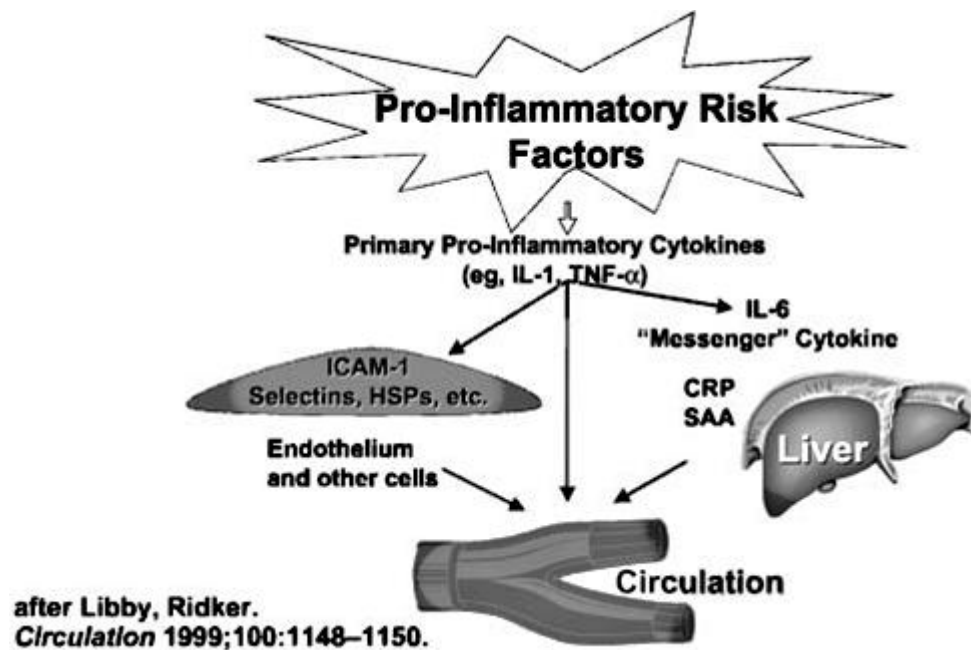 Pro-Inflammatory Risk
Factors
Primary Pro-Inflammatory Cytokines
(eg, IL-1, TNF-α)
IL-6
“Messenger” Cytokine
ICAM-1
Selectins, HSPs, etc.
CRP
SAA
Liver
Endothelium
and other cells
Circulation
after Libby, Ridker.
Circulation 1999;100:1148–1150.